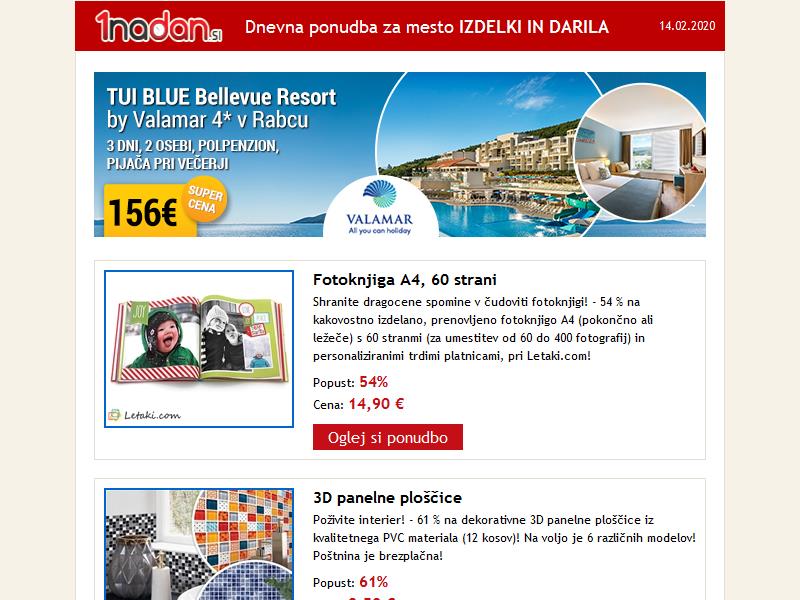 1nadan.si
Dnevna ponudba za mesto IZDELKI IN DARILA
14.02.2020
TUI BLUE Bellevue Resort
by Valamar 4* v Rabcu
3 DNI, 2 OSEBI, POLPENZION,
PIJAČA PRI VEČERJI
156€
SUPER
CENA
VALAMAR
All you can holiday
Fotoknjiga A4, 60 strani
Shranite dragocene spomine v čudoviti fotoknjigi! - 54 % na
kakovostno izdelano, prenovljeno fotoknjigo A4 (pokončno ali
ležeče) s 60 stranmi (za umestitev od 60 do 400 fotografij) in
personaliziranimi trdimi platnicami, pri Letaki.com!
JOY
Letaki.com
Popust: 54%
Cena: 14,90 €
Oglej si ponudbo
3D panelne ploščice
Poživite interier! - 61 % na dekorativne 3D panelne ploščice iz
kvalitetnega PVC materiala (12 kosov)! Na voljo je 6 različnih modelov!
Poštnina je brezplačna!
Popust: 61%